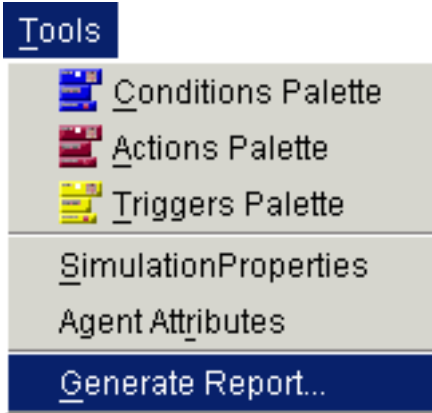 Tools
Conditions Palette
Actions Palette
Triggers Palette
SimulationProperties
Agent Attributes
Generate Report...